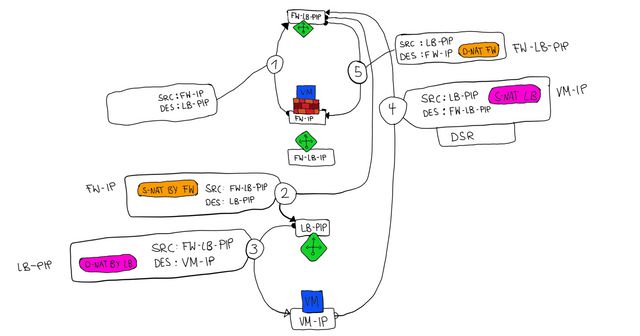 FW-LB-PIP
1
SRC:FW-IP
DES:LB-PIP
VM
FW-IP
FW-LB-IP
5
SRC:LB-PIP
DES:FW-IP
D-NAT FW
FW-LB-PIP
4
SRC:LB-PIP
S-NAT LB
DES:FW-LB-PIP
VM-IP
DSR
FW-IP
S-NAT BY FW
SRC:FW-LB-PIP
DES:LB-PIP
2
LB-PIP
LB-PIP
D-NAT BY LB
SRC:FW-LB-PIP
DES:VM-IP
3
VM
VM-IP